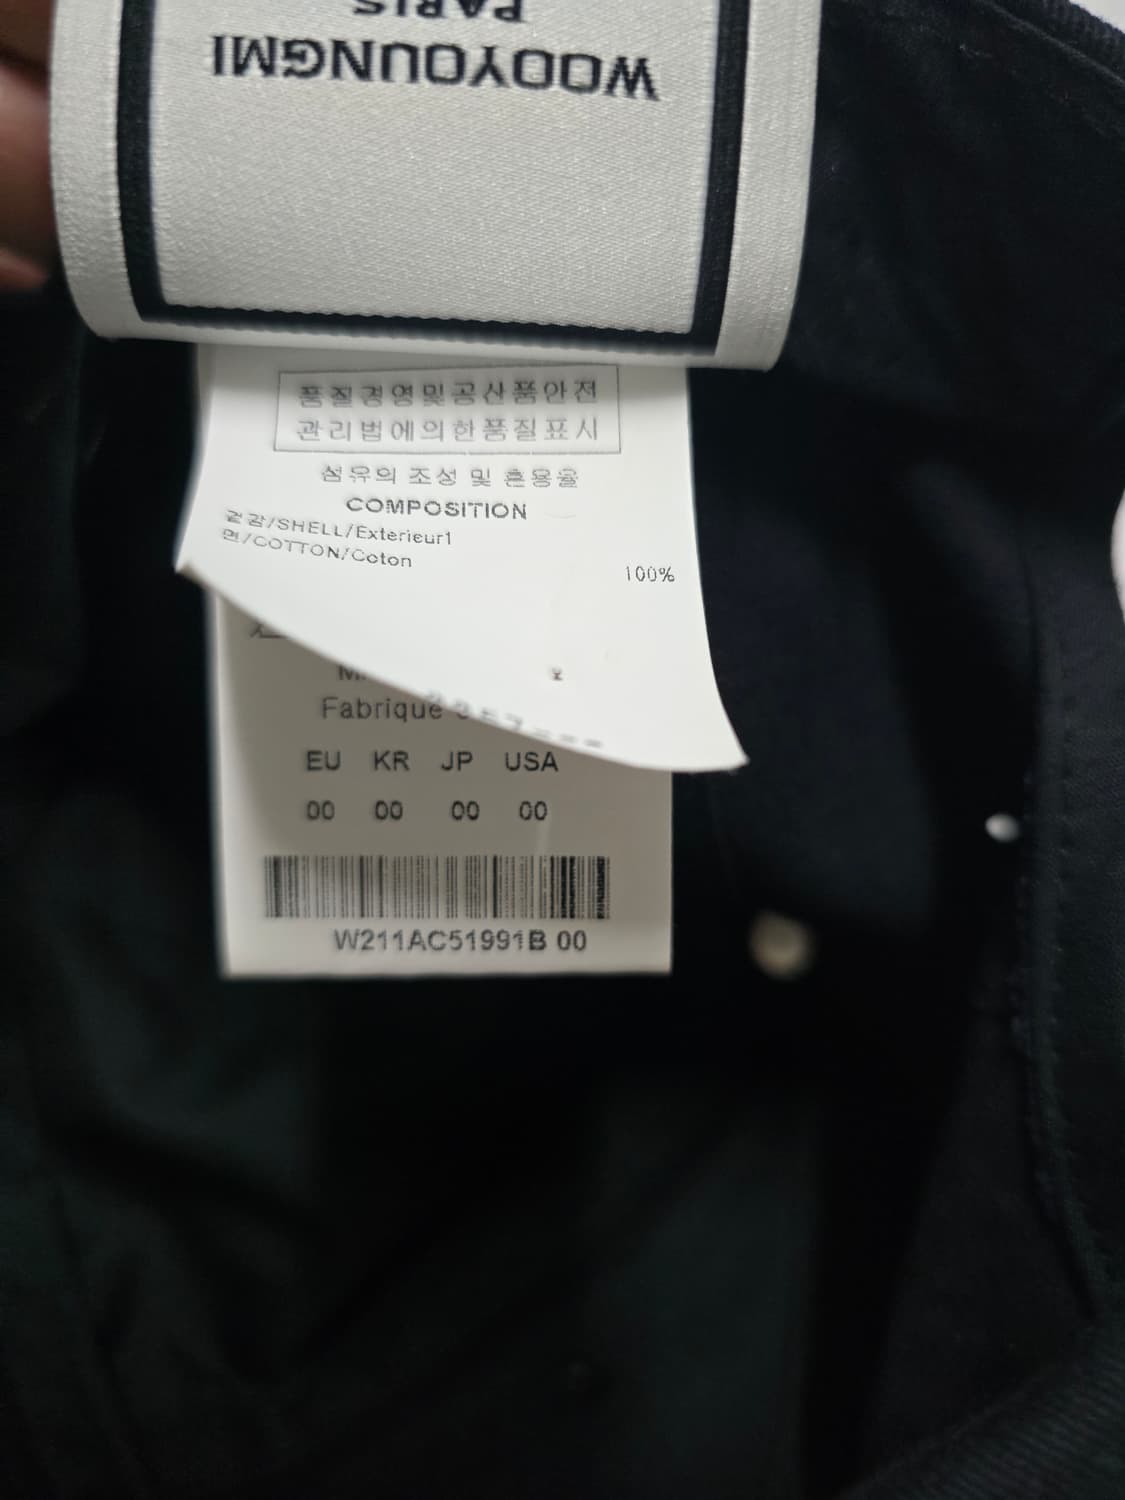 WOOYOUNGMI
PARIS
품질경영및공산품안전
관리법에의한품질표시
섬유의 조성 및 혼용율
COMPOSITION
겉감/SHELL/Exterieur1
면/COTTON/Coton
100%
Fabriqué
EU KR JP USA
00 00 00 00
W211AC51991B 00